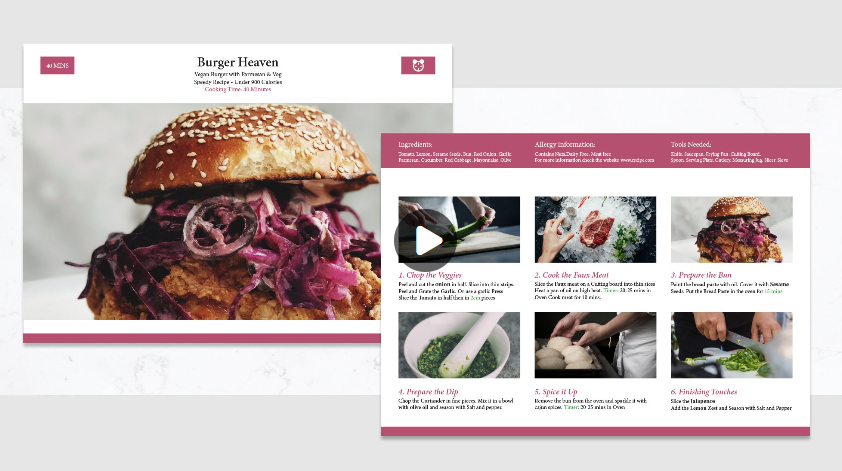 40 MINS
Burger Heaven
Vegan Burger with Parmesan & Veg
Speedy Recipe - Under 900 Calories
Cooking Time: 40 Minutes
Ingredients:
Tomato, Lemon, Sesame Seeds, Bun, Red Onion, Garlic
Parmesan, Cucumber, Red Cabbage, Mayonnaise, Olive
Allergy Information:
Contains Nuts, Dairy Free, Meat free
For more information check the website: www.recipe.com
Tools Needed:
Knife, Saucepan, Frying Pan, Cutting Board,
Spoon, Serving Plate, Cutlery, Measuring Jug, Slicer, Sieve
1. Chop the Veggies
Peel and cut the onion in half. Slice into thin strips.
Peel and Grate the Garlic. Or use a garlic Press
Slice the Tomato in half then in 2cm pieces
2. Cook the Faux Meat
Slice the Faux meat on a Cutting board into thin slices
Heat a pan of oil on high heat. Timer: 20-25 mins in
Oven Cook meat for 10 mins.
3. Prepare the Bun
Paint the bread paste with oil. Cover it with Sesame
Seeds. Put the Bread Paste in the oven for 15 mins
4. Prepare the Dip
Chop the Coriander in fine pieces. Mix it in a bowl
with olive oil and season with Salt and pepper.
5. Spice it Up
Remove the bun from the oven and sparkle it with
cajun spices. Timer: 20-25 mins in Oven
6. Finishing Touches
Slice the Jalapenos
Add the Lemon Zest and Season with Salt and Pepper